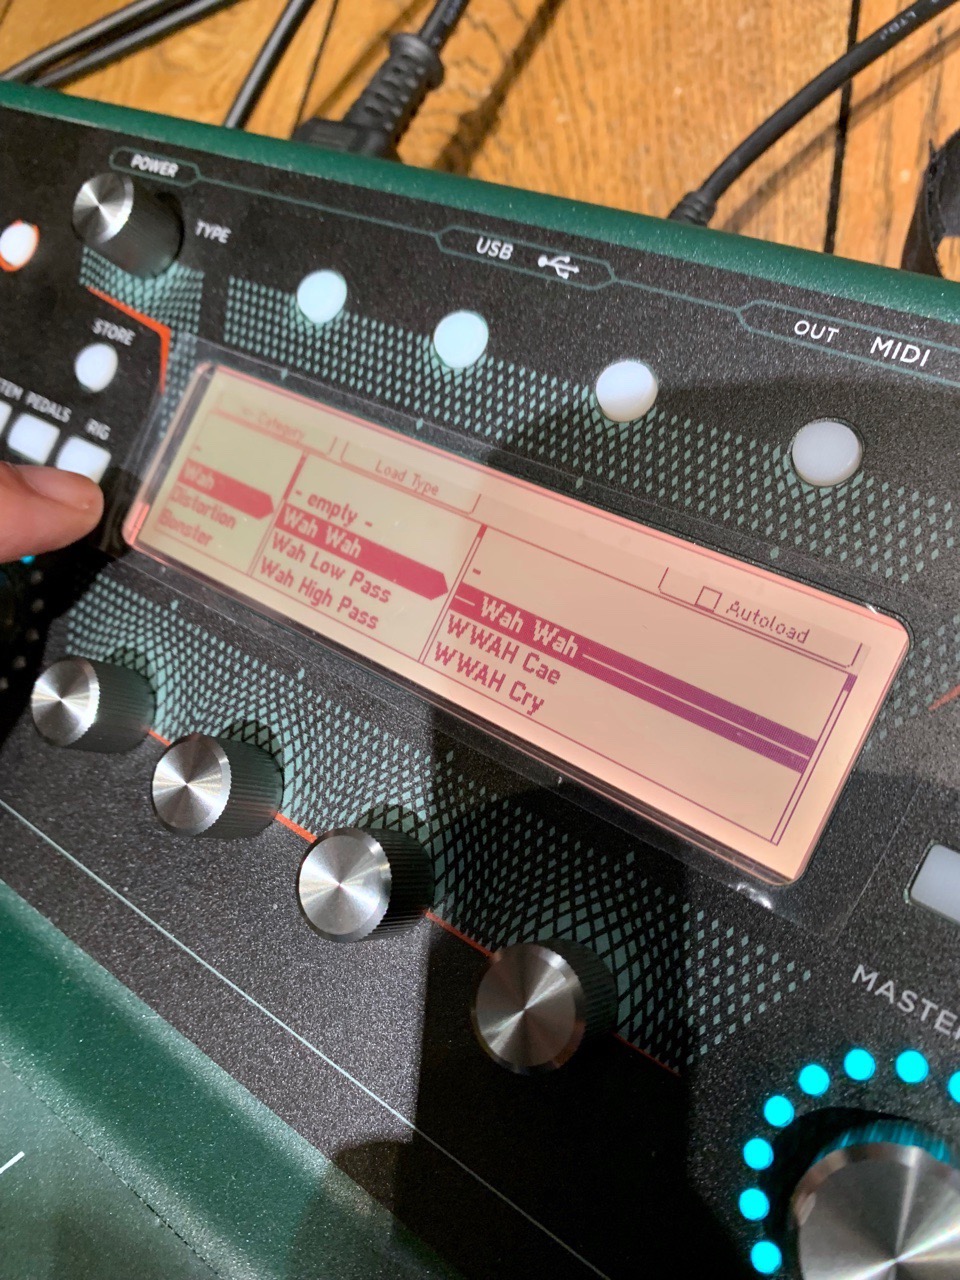 POWER
TYPE
USB
OUT MIDI
STORE
PEDALS
RIG
Category
Load Type
Autoload
-
Wah
Distortion
Booster
- empty -
Wah Wah
Wah Low Pass
Wah High Pass
-
— Wah Wah —
WWAH Cae
WWAH Cry